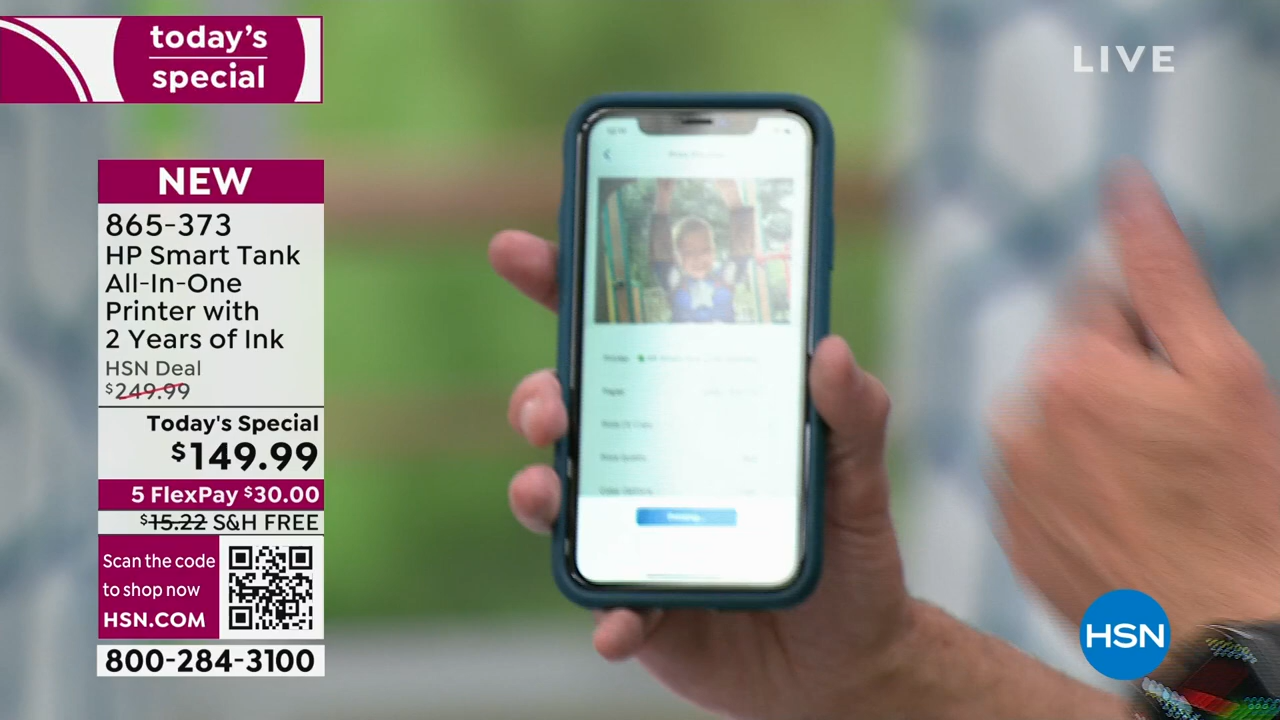 today's
special
LIVE
NEW
865-373
HP Smart Tank
All-In-One
Printer with
2 Years of Ink
HSN Deal
$249.99
Today's Special
$149.99
5 FlexPay $30.00
$15.22 S&H FREE
Scan the code
to shop now
HSN.COM
800-284-3100
HSN